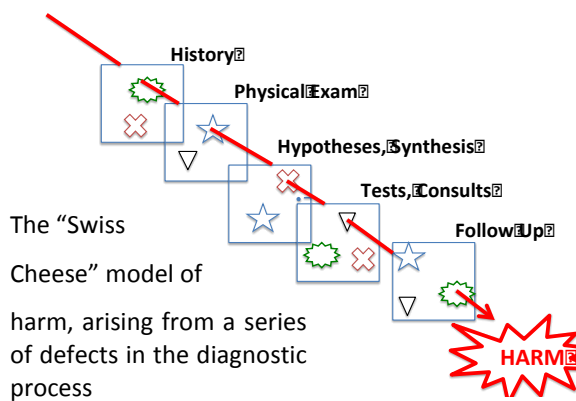 History⍰
Physical⍰Exam⍰
Hypotheses,⍰Synthesis⍰
Tests,⍰Consults⍰
Follow⍰Up⍰
The “Swiss
Cheese” model of
harm, arising from a series
of defects in the diagnostic
process
HARM⍰